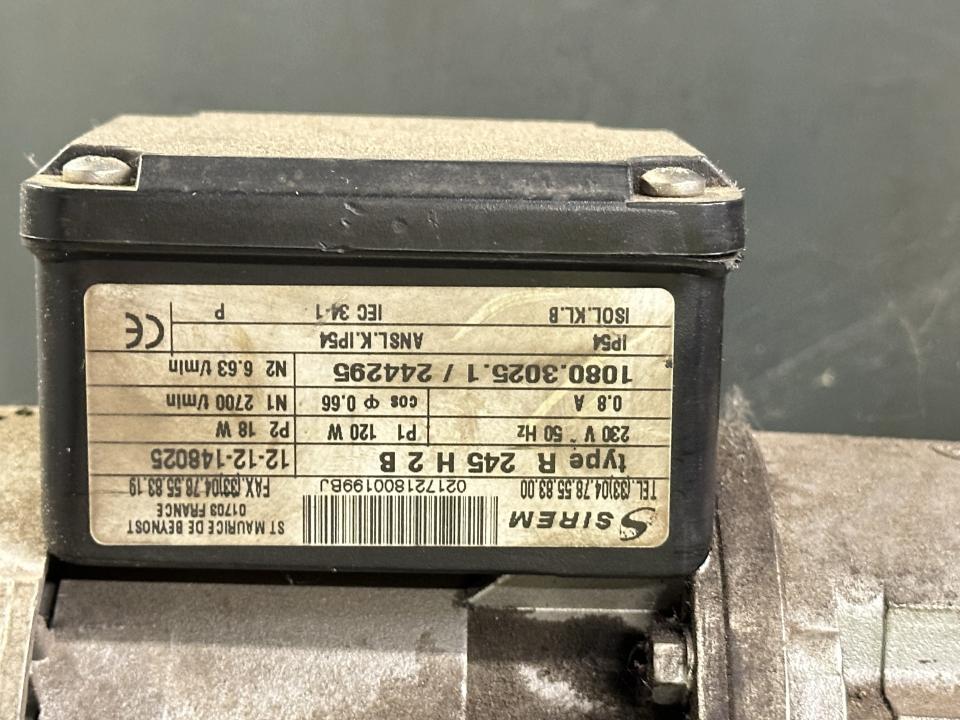 SIREM
ST MAURICE DE BEYNOST
01703 FRANCE
TEL.(33)04.78.55.83.00
021721800199BJ
FAX.(33)04.78.55.83.19
type R 245 H 2 B
12-12-148025
230 V ~ 50 Hz
P1 120 W
P2 18 W
0.8 A
cos φ 0.66
N1 2700 t/min
1080.3025.1 / 244295
N2 6.63 t/min
IP54
ANSL.K.IP54
CE
ISOL.KL.B
IEC 34-1
P